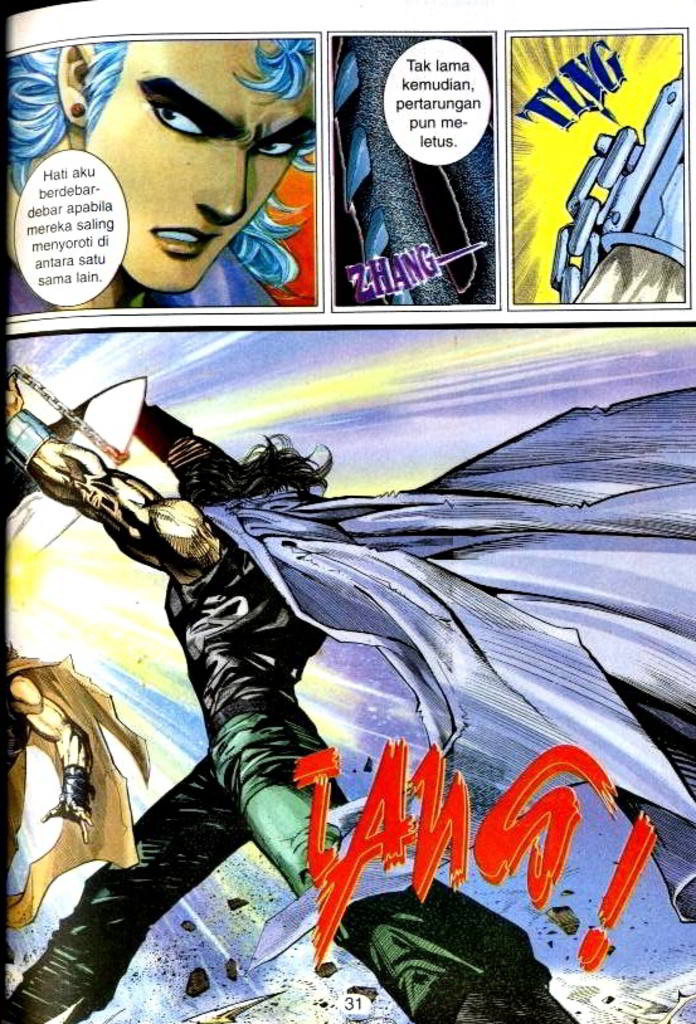 Hati aku
berdebar-
debar apabila
mereka saling
menyoroti di
antara satu
sama lain.
Tak lama
kemudian,
pertarungan
pun me-
letus.
ZHANG
TING
TANG!
31